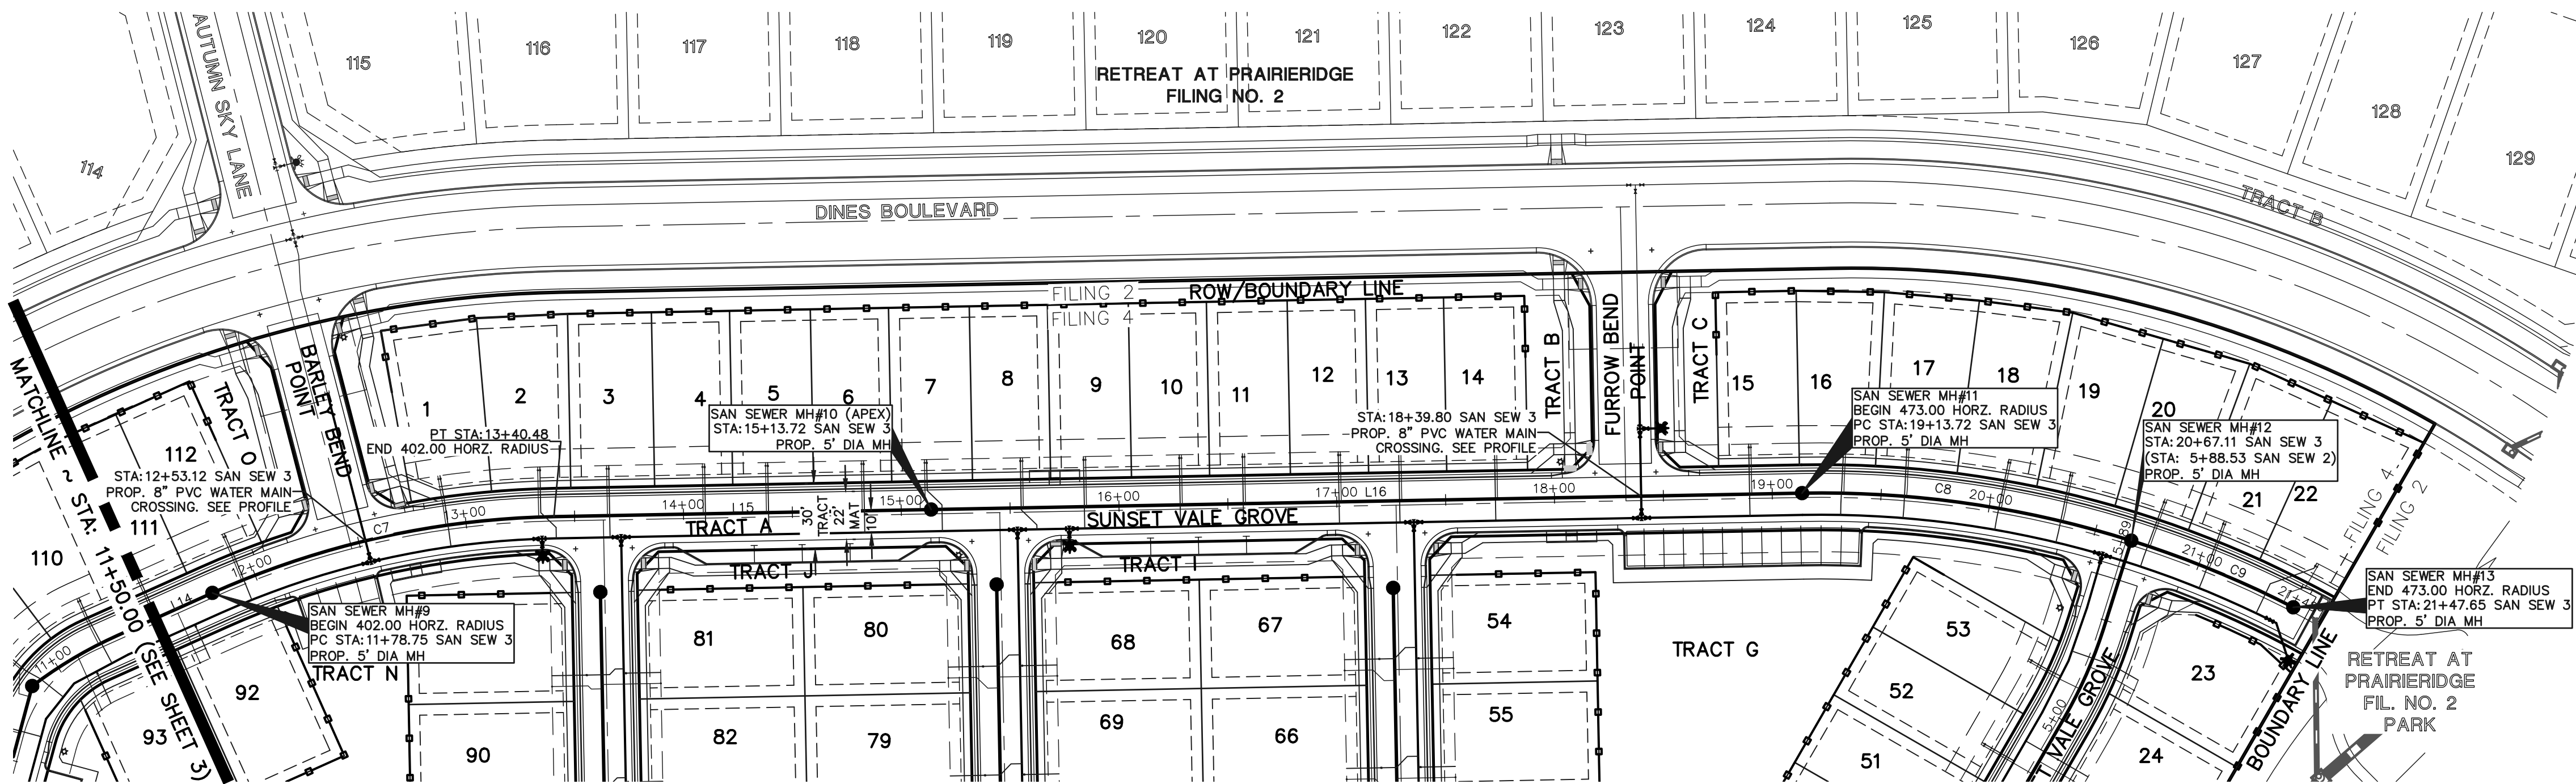 AUTUMN SKY LANE
114
115
116
117
118
119
120
121
122
123
124
125
126
127
128
129
RETREAT AT PRAIRIERIDGE
FILING NO. 2
DINES BOULEVARD
TRACT B
FILING 2
FILING 4
ROW/BOUNDARY LINE
MATCHLINE ~ STA: 11+50.00 (SEE SHEET 3)
110
111
112
TRACT O
BARLEY BEND
POINT
1
2
3
4
5
6
7
8
9
10
11
12
13
14
TRACT B
FURROW BEND
POINT
TRACT C
15
16
17
18
19
20
21
22
STA:12+53.12 SAN SEW 3
PROP. 8" PVC WATER MAIN
CROSSING. SEE PROFILE
PT STA:13+40.48
END 402.00 HORZ. RADIUS
SAN SEWER MH#10 (APEX)
STA:15+13.72 SAN SEW 3
PROP. 5' DIA MH
STA:18+39.80 SAN SEW 3
PROP. 8" PVC WATER MAIN
CROSSING. SEE PROFILE
SAN SEWER MH#11
BEGIN 473.00 HORZ. RADIUS
PC STA:19+13.72 SAN SEW 3
PROP. 5' DIA MH
SAN SEWER MH#12
STA:20+67.11 SAN SEW 3
(STA: 5+88.53 SAN SEW 2)
PROP. 5' DIA MH
FILING 4
FILING 2
11+00
L14
12+00
C7
13+00
14+00
L15
15+00
16+00
17+00 L16
18+00
19+00
C8
20+00
21+00
C9
TRACT A
30'
TRACT
22'
MAT
10'
SUNSET VALE GROVE
TRACT J
TRACT I
SAN SEWER MH#9
BEGIN 402.00 HORZ. RADIUS
PC STA:11+78.75 SAN SEW 3
PROP. 5' DIA MH
SAN SEWER MH#13
END 473.00 HORZ. RADIUS
PT STA:21+47.65 SAN SEW 3
PROP. 5' DIA MH
TRACT N
93
92
90
81
80
82
79
68
67
69
66
54
55
TRACT G
53
52
51
5+00
T VALE GROVE
23
24
BOUNDARY LINE
RETREAT AT
PRAIRIERIDGE
FIL. NO. 2
PARK